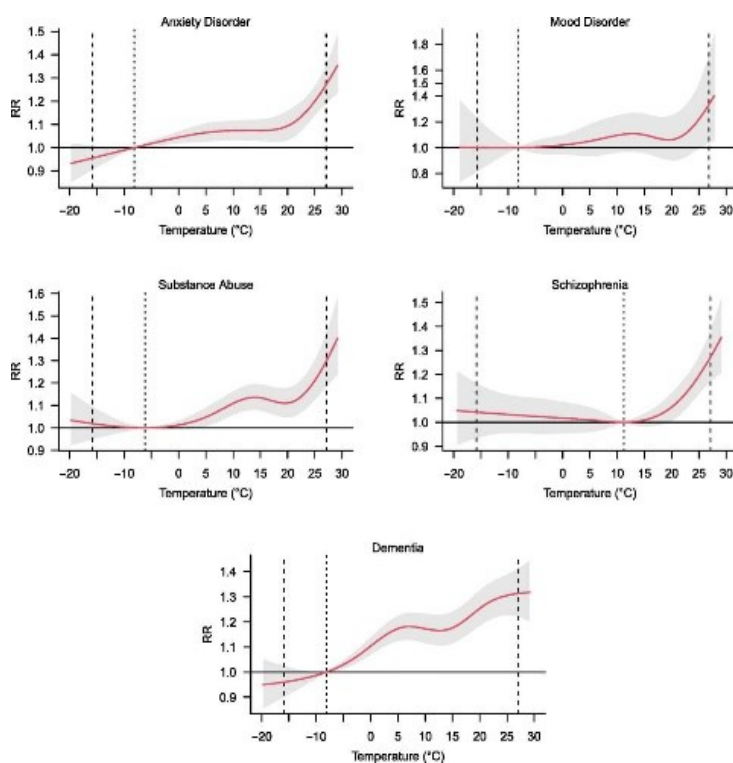 Anxiety Disorder
1.5
1.4
1.3
1.2
1.1
1.0
0.9
RR
−20 −10 0 5 10 15 20 25 30
Temperature (°C)
Mood Disorder
1.8
1.6
1.5
1.4
1.2
1.0
0.8
RR
−20 −10 0 5 10 15 20 25 30
Temperature (°C)
Substance Abuse
1.6
1.5
1.4
1.3
1.2
1.1
1.0
0.9
RR
−20 −10 0 5 10 15 20 25 30
Temperature (°C)
Schizophrenia
1.5
1.4
1.3
1.2
1.1
1.0
0.9
RR
−20 −10 0 5 10 15 20 25 30
Temperature (°C)
Dementia
1.4
1.3
1.2
1.1
1.0
0.9
RR
−20 −10 0 5 10 15 20 25 30
Temperature (°C)